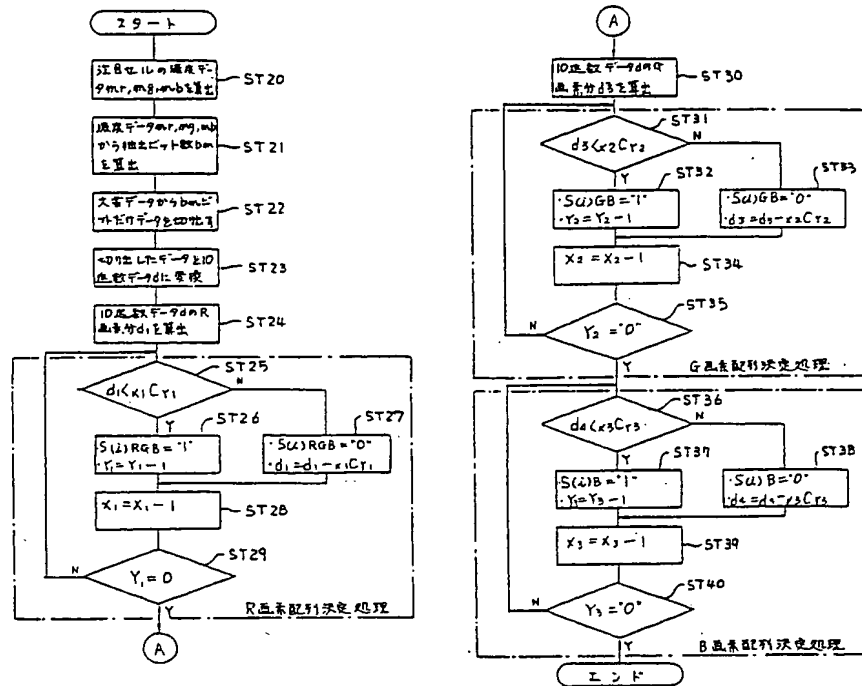 スタート
注目セルの濃度デー
タmr,mg,mbを算出
ST20
濃度データmr,mg,mb
から抽出ビット数bm
を算出
ST21
文書データからbmビ
ットだけデータを切出す
ST22
切り出したデータを10
進数データdに変換
ST23
10進数データdのR
画素分d1を算出
ST24
ST25
d1<x1Cr1
N
Y
ST26
S(i)RGB="1"
・Y1=Y1-1
ST27
・S(i)RGB="0"
・d1=d1-x1Cr1
x1=x1-1
ST28
ST29
Y1=0
N
Y
R画素配列決定処理
A
A
10進数データdのG
画素分d3を算出
ST30
ST31
d3<x2Cr2
N
Y
ST32
・S(i)GB="1"
・Y2=Y2-1
ST33
・S(i)GB="0"
・d3=d3-x2Cr2
x2=x2-1
ST34
ST35
Y2="0"
N
Y
G画素配列決定処理
ST36
d4<x3Cr3
N
Y
ST37
・S(i)B="1"
・Y1=Y3-1
ST38
・S(i)B="0"
・d4=d4-x3Cr3
x3=x3-1
ST39
ST40
Y3="0"
N
Y
B画素配列決定処理
エンド